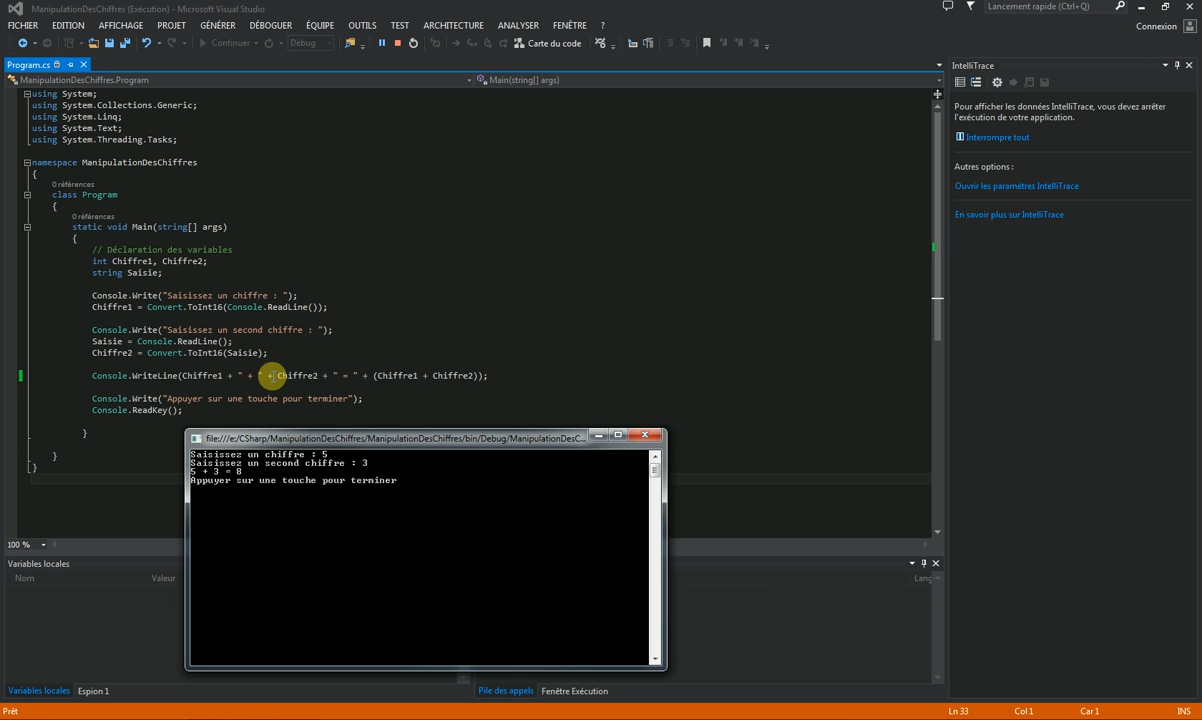 ManipulationDesChiffres (Exécution) - Microsoft Visual Studio
Lancement rapide (Ctrl+Q)
FICHIER EDITION AFFICHAGE PROJET GÉNÉRER DÉBOGUER ÉQUIPE OUTILS TEST ARCHITECTURE ANALYSER FENÊTRE ?
Connexion
Continuer Debug Carte du code
Program.cs
IntelliTrace
ManipulationDesChiffres.Program
Main(string[] args)
using System;
using System.Collections.Generic;
using System.Linq;
using System.Text;
using System.Threading.Tasks;
namespace ManipulationDesChiffres
{
0 références
class Program
{
0 références
static void Main(string[] args)
{
// Déclaration des variables
int Chiffre1, Chiffre2;
string Saisie;
Console.Write("Saisissez un chiffre : ");
Chiffre1 = Convert.ToInt16(Console.ReadLine());
Console.Write("Saisissez un second chiffre : ");
Saisie = Console.ReadLine();
Chiffre2 = Convert.ToInt16(Saisie);
Console.WriteLine(Chiffre1 + " + " + Chiffre2 + " = " + (Chiffre1 + Chiffre2));
Console.Write("Appuyer sur une touche pour terminer");
Console.ReadKey();
}
}
}
Pour afficher les données IntelliTrace, vous devez arrêter
l'exécution de votre application.
Interrompre tout
Autres options :
Ouvrir les paramètres IntelliTrace
En savoir plus sur IntelliTrace
file:///e:/CSharp/ManipulationDesChiffres/ManipulationDesChiffres/bin/Debug/ManipulationDesC...
Saisissez un chiffre : 5
Saisissez un second chiffre : 3
5 + 3 = 8
Appuyer sur une touche pour terminer
100 %
Variables locales
Nom Valeur
Lang
Variables locales Espion 1
Pile des appels Fenêtre Exécution
Prêt
Ln 33 Col 1 Car 1 INS